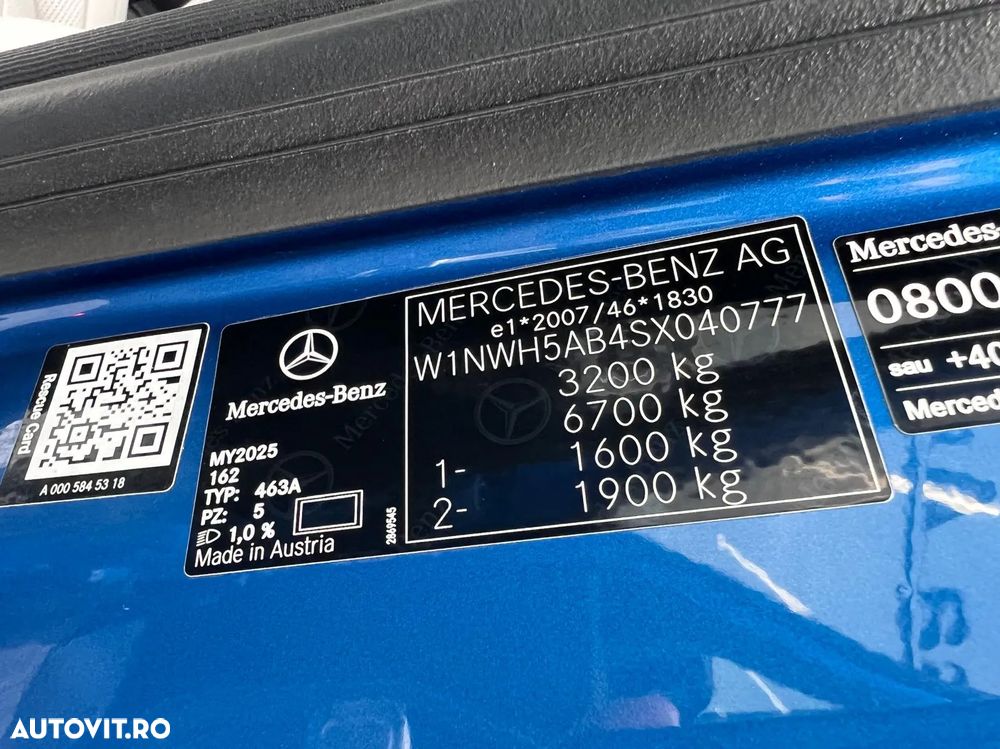 Rescue Card
A 000 584 53 18
Mercedes-Benz
MY2025
162
TYP: 463A
PZ: 5
1,0 %
Made in Austria
2869545
MERCEDES-BENZ AG
e1*2007/46*1830
W1NWH5AB4SX040777
3200 kg
6700 kg
1- 1600 kg
2- 1900 kg
Mercedes-
0800
sau +40
Mercedes
AUTOVIT.RO